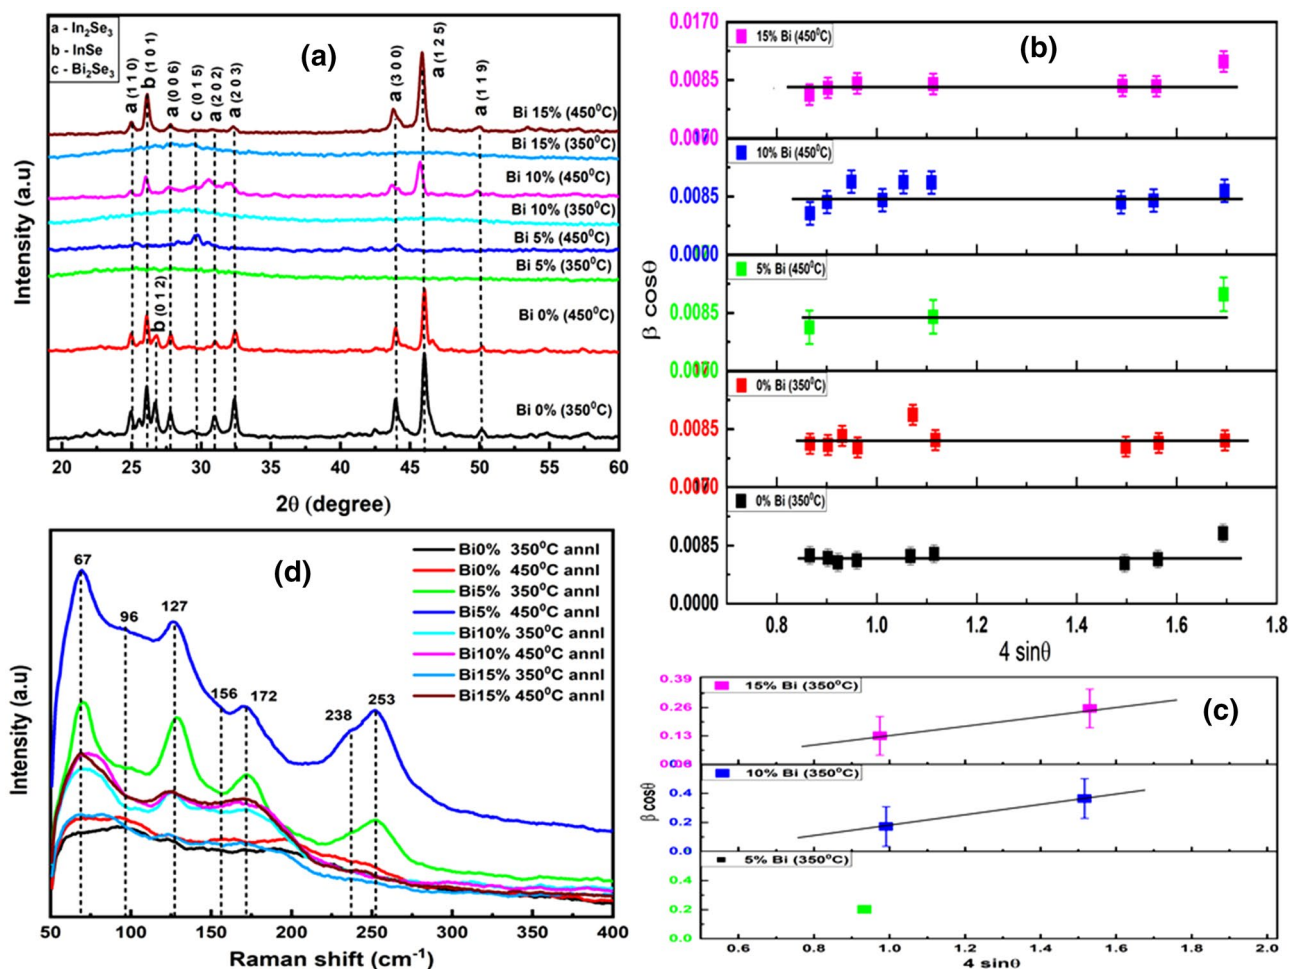 a - In₂Se₃
b - InSe
c - Bi₂Se₃
(a)
a (1 1 0)
b (1 0 1)
b (0 1 2)
a (0 0 6)
c (0 1 5)
a (2 0 2)
a (2 0 3)
a (3 0 0)
a (1 2 5)
a (1 1 9)
Bi 15% (450⁰C)
Bi 15% (350⁰C)
Bi 10% (450⁰C)
Bi 10% (350⁰C)
Bi 5% (450⁰C)
Bi 5% (350⁰C)
Bi 0% (450⁰C)
Bi 0% (350⁰C)
Intensity (a.u)
20 25 30 35 40 45 50 55 60
2θ (degree)
(b)
0.0170
15% Bi (450⁰C)
0.0085
10% Bi (450⁰C)
0.0085
0.0000
5% Bi (450⁰C)
0.0085
0% Bi (350⁰C)
0.0085
0% Bi (350⁰C)
0.0085
0.0000
β cosθ
0.8 1.0 1.2 1.4 1.6 1.8
4 sinθ
(c)
0.39
15% Bi (350⁰C)
0.26
0.13
10% Bi (350⁰C)
0.4
0.2
0.0
5% Bi (350⁰C)
0.4
0.2
0.0
β cosθ
0.6 0.8 1.0 1.2 1.4 1.6 1.8 2.0
4 sinθ
(d)
67
96
127
156
172
238
253
Bi0% 350⁰C annl
Bi0% 450⁰C annl
Bi5% 350⁰C annl
Bi5% 450⁰C annl
Bi10% 350⁰C annl
Bi10% 450⁰C annl
Bi15% 350⁰C annl
Bi15% 450⁰C annl
Intensity (a.u)
50 100 150 200 250 300 350 400
Raman shift (cm⁻¹)